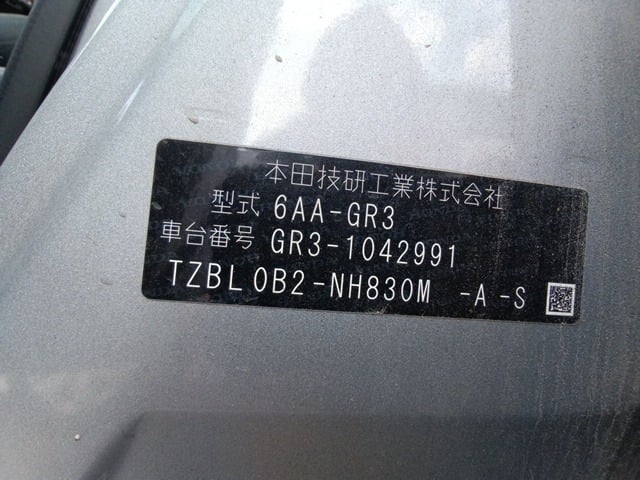 本田技研工業株式会社
型式 6AA-GR3
車台番号 GR3-1042991
TZBL0B2-NH830M -A -S